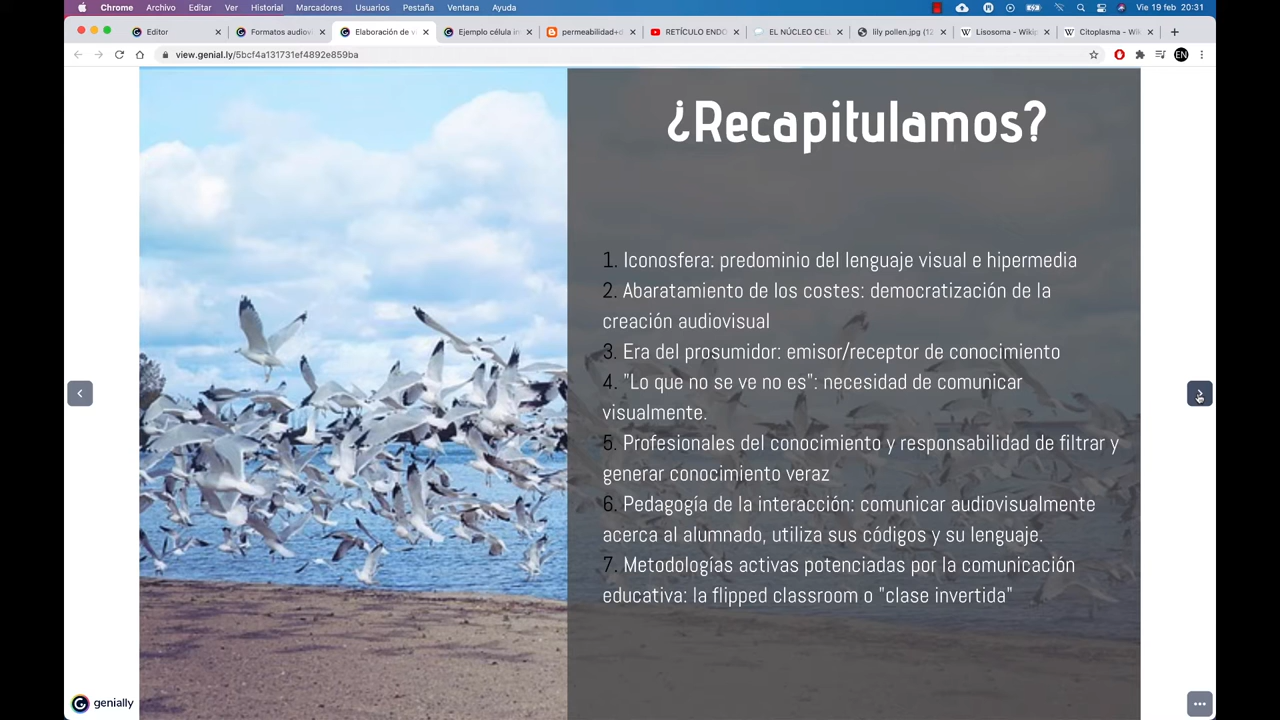 Chrome Archivo Editar Ver Historial Marcadores Usuarios Pestaña Ventana Ayuda Vie 19 feb 20:31
Editor Formatos audiovi Elaboración de v Ejemplo célula in permeabilidad+d RETÍCULO ENDO EL NÚCLEO CEL lily pollen.jpg (12 Lisosoma - Wikip Citoplasma - Wik
view.genial.ly/5bcf4a131731ef4892e859ba EN
¿Recapitulamos?
1. Iconosfera: predominio del lenguaje visual e hipermedia
2. Abaratamiento de los costes: democratización de la
creación audiovisual
3. Era del prosumidor: emisor/receptor de conocimiento
4. "Lo que no se ve no es": necesidad de comunicar
visualmente.
5. Profesionales del conocimiento y responsabilidad de filtrar y
generar conocimiento veraz
6. Pedagogía de la interacción: comunicar audiovisualmente
acerca al alumnado, utiliza sus códigos y su lenguaje.
7. Metodologías activas potenciadas por la comunicación
educativa: la flipped classroom o "clase invertida"
genially